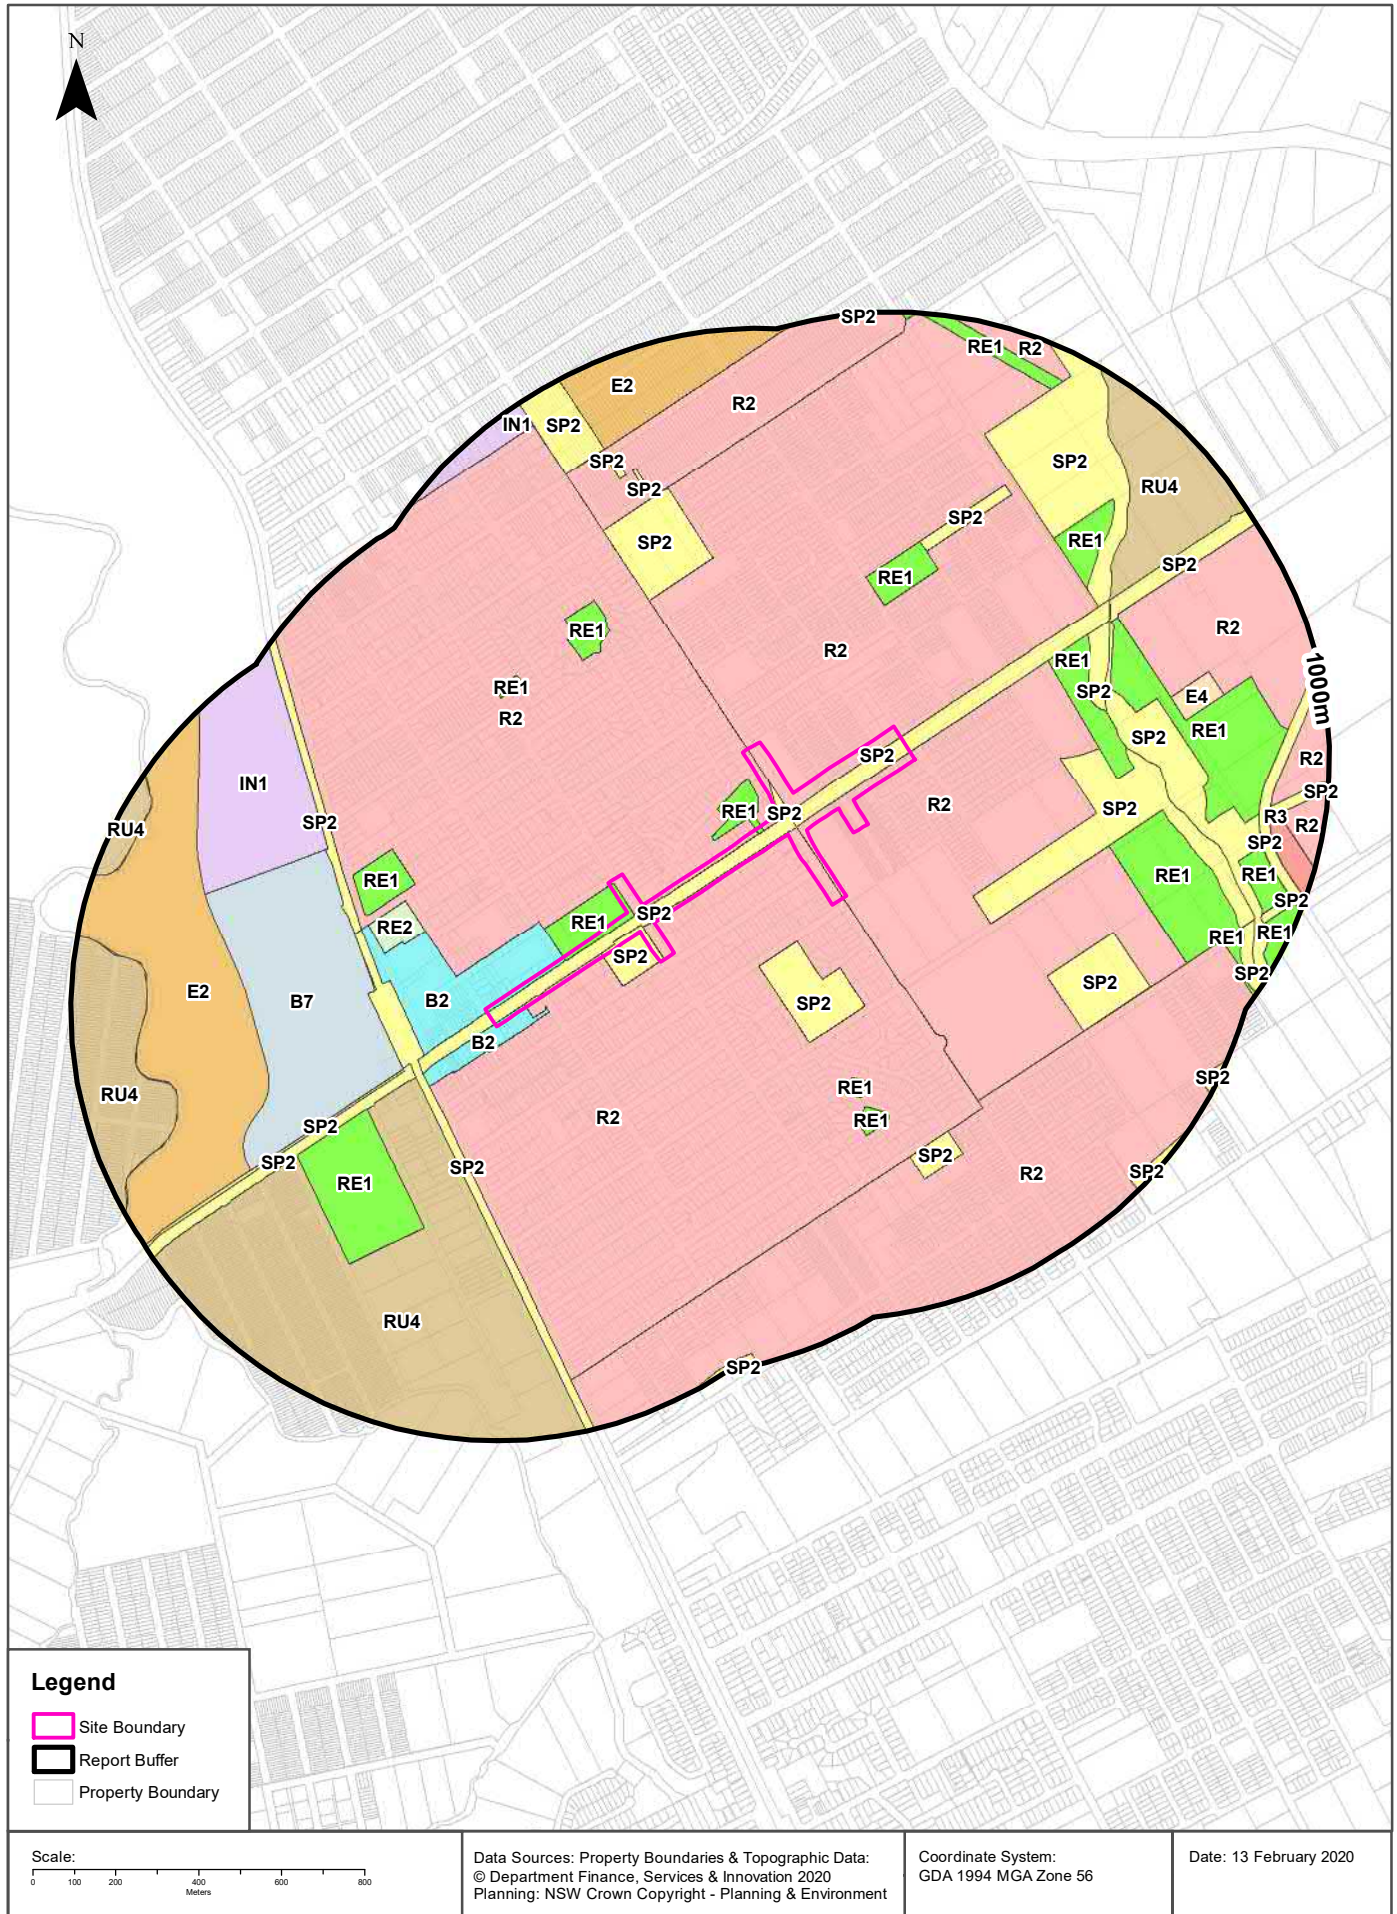 N
SP2
RE1
R2
E2
R2
IN1
SP2
SP2
SP2
SP2
RU4
SP2
SP2
RE1
SP2
RE1
SP2
RE1
R2
R2
RE1
1000m
RE1
SP2
E4
R2
RE1
SP2
SP2
R2
IN1
SP2
R2
SP2
RE1
SP2
SP2
R3
R2
RU4
SP2
SP2
RE1
RE1
RE1
SP2
SP2
RE1
RE2
RE1
RE1
SP2
SP2
SP2
E2
B7
B2
SP2
B2
SP2
RU4
RE1
R2
RE1
SP2
SP2
SP2
SP2
R2
SP2
RE1
RU4
SP2
Legend
Site Boundary
Report Buffer
Property Boundary
Scale:
0 100 200 400 600 800
Meters
Data Sources: Property Boundaries & Topographic Data:
© Department Finance, Services & Innovation 2020
Planning: NSW Crown Copyright - Planning & Environment
Coordinate System:
GDA 1994 MGA Zone 56
Date: 13 February 2020